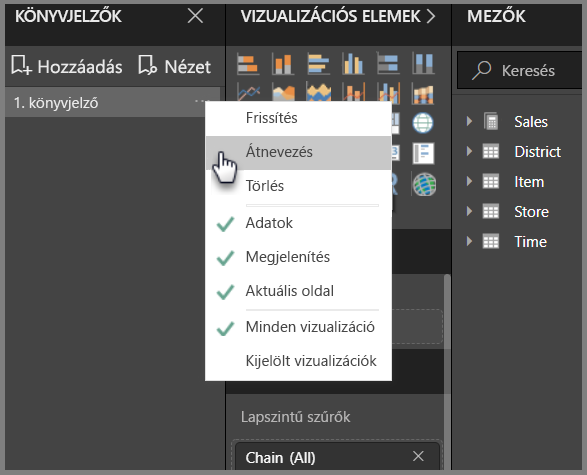 KÖNYVJELZŐK
Hozzáadás Nézet
1. könyvjelző
Frissítés
Átnevezés
Törlés
Adatok
Megjelenítés
Aktuális oldal
Minden vizualizáció
Kijelölt vizualizációk
VIZUALIZÁCIÓS ELEMEK
Lapszintű szűrők
Chain (All)
MEZŐK
Keresés
Sales
District
Item
Store
Time